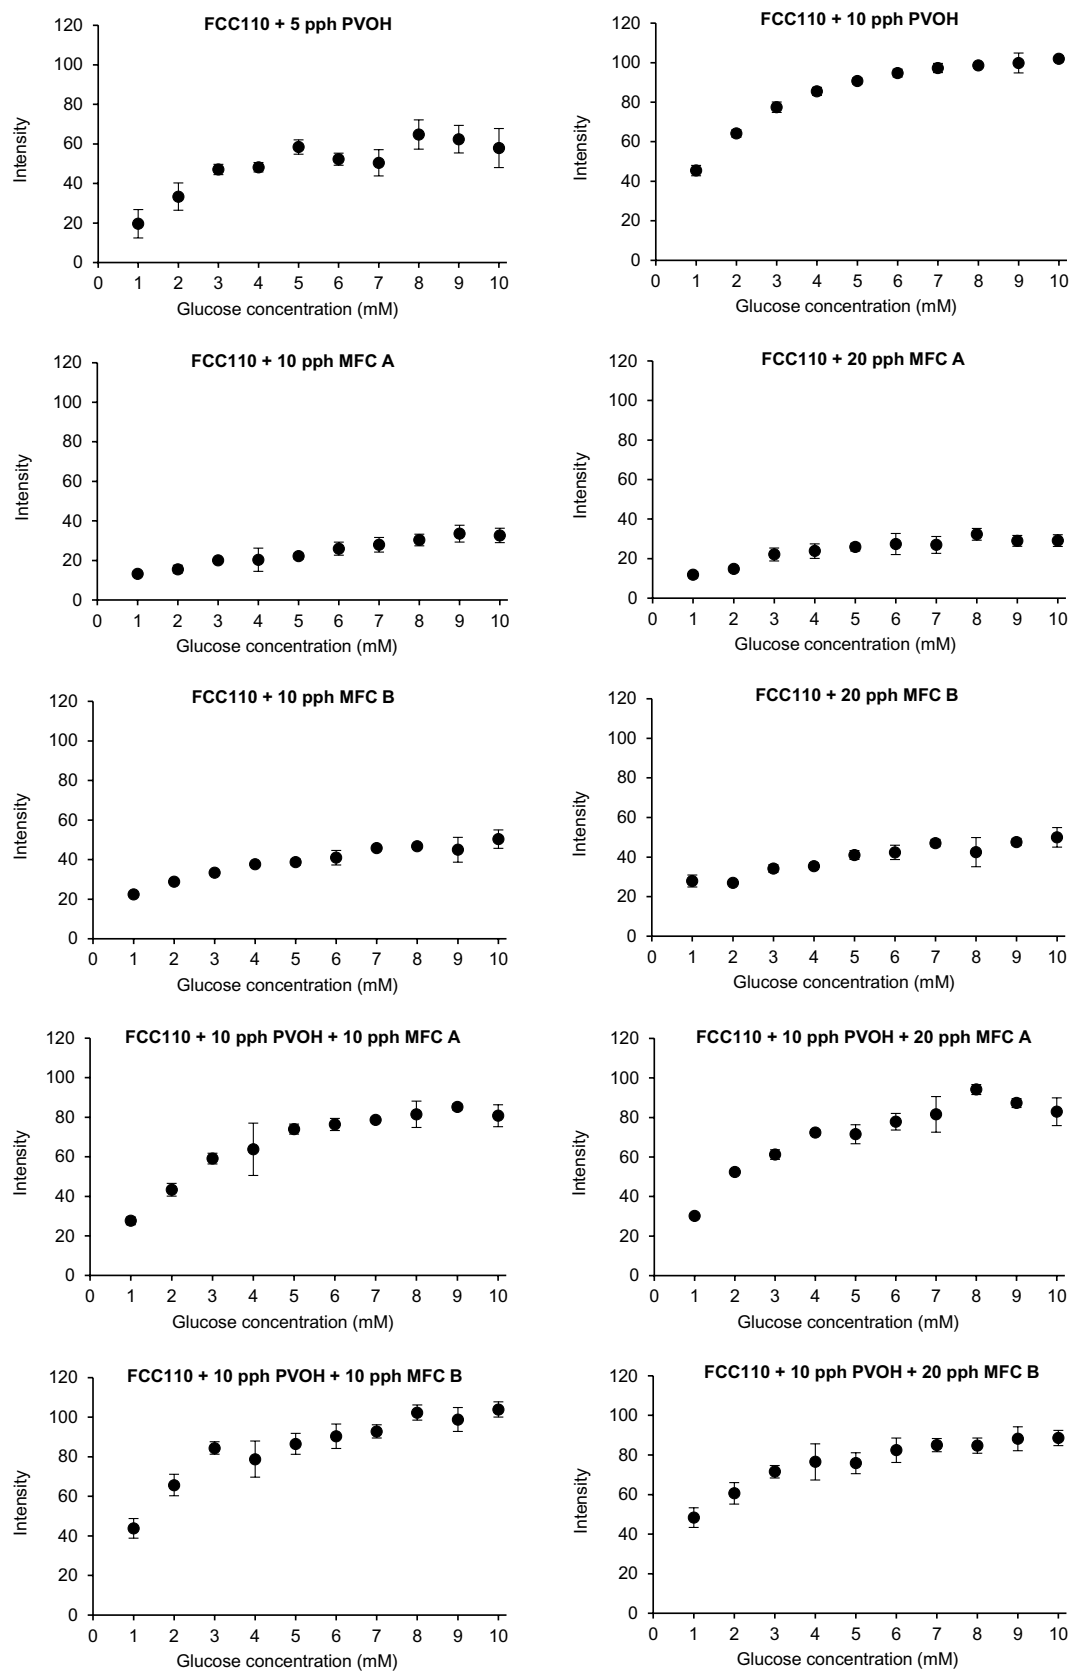 FCC110 + 5 pph PVOH
120
100
80
60
40
20
0
Intensity
0 1 2 3 4 5 6 7 8 9 10
Glucose concentration (mM)
FCC110 + 10 pph PVOH
120
100
80
60
40
20
0
Intensity
0 1 2 3 4 5 6 7 8 9 10
Glucose concentration (mM)
FCC110 + 10 pph MFC A
120
100
80
60
40
20
0
Intensity
0 1 2 3 4 5 6 7 8 9 10
Glucose concentration (mM)
FCC110 + 20 pph MFC A
120
100
80
60
40
20
0
Intensity
0 1 2 3 4 5 6 7 8 9 10
Glucose concentration (mM)
FCC110 + 10 pph MFC B
120
100
80
60
40
20
0
Intensity
0 1 2 3 4 5 6 7 8 9 10
Glucose concentration (mM)
FCC110 + 20 pph MFC B
120
100
80
60
40
20
0
Intensity
0 1 2 3 4 5 6 7 8 9 10
Glucose concentration (mM)
FCC110 + 10 pph PVOH + 10 pph MFC A
120
100
80
60
40
20
0
Intensity
0 1 2 3 4 5 6 7 8 9 10
Glucose concentration (mM)
FCC110 + 10 pph PVOH + 20 pph MFC A
120
100
80
60
40
20
0
Intensity
0 1 2 3 4 5 6 7 8 9 10
Glucose concentration (mM)
FCC110 + 10 pph PVOH + 10 pph MFC B
120
100
80
60
40
20
0
Intensity
0 1 2 3 4 5 6 7 8 9 10
Glucose concentration (mM)
FCC110 + 10 pph PVOH + 20 pph MFC B
120
100
80
60
40
20
0
Intensity
0 1 2 3 4 5 6 7 8 9 10
Glucose concentration (mM)